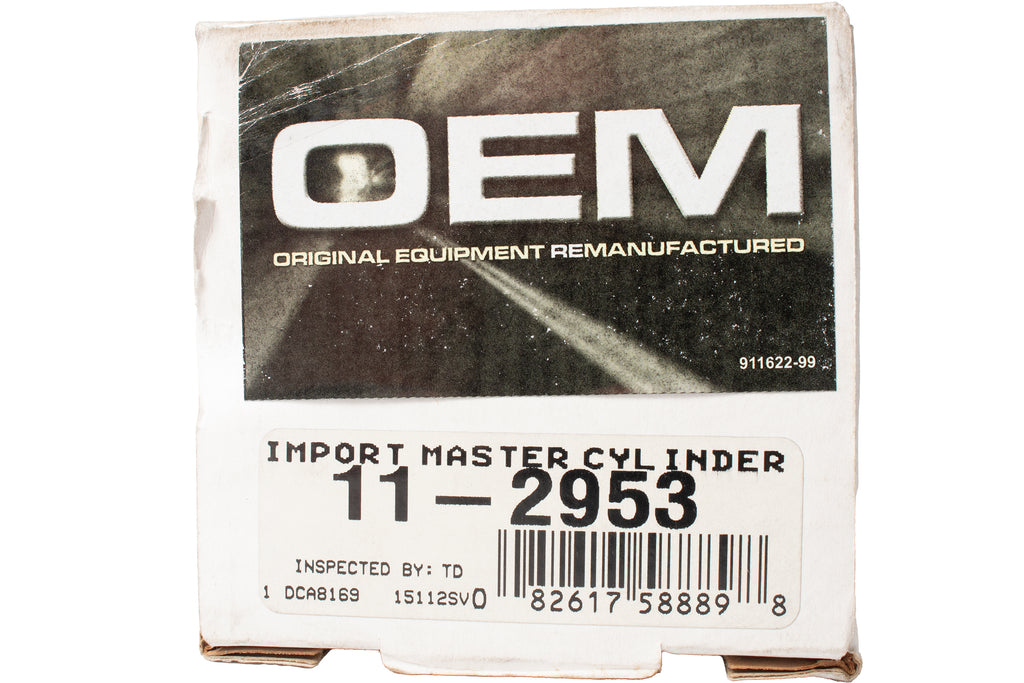 OEM
ORIGINAL EQUIPMENT REMANUFACTURED
911622-99
IMPORT MASTER CYLINDER
11-2953
INSPECTED BY: TD
1 DCA8169 15112SV
0 82617 58889 8